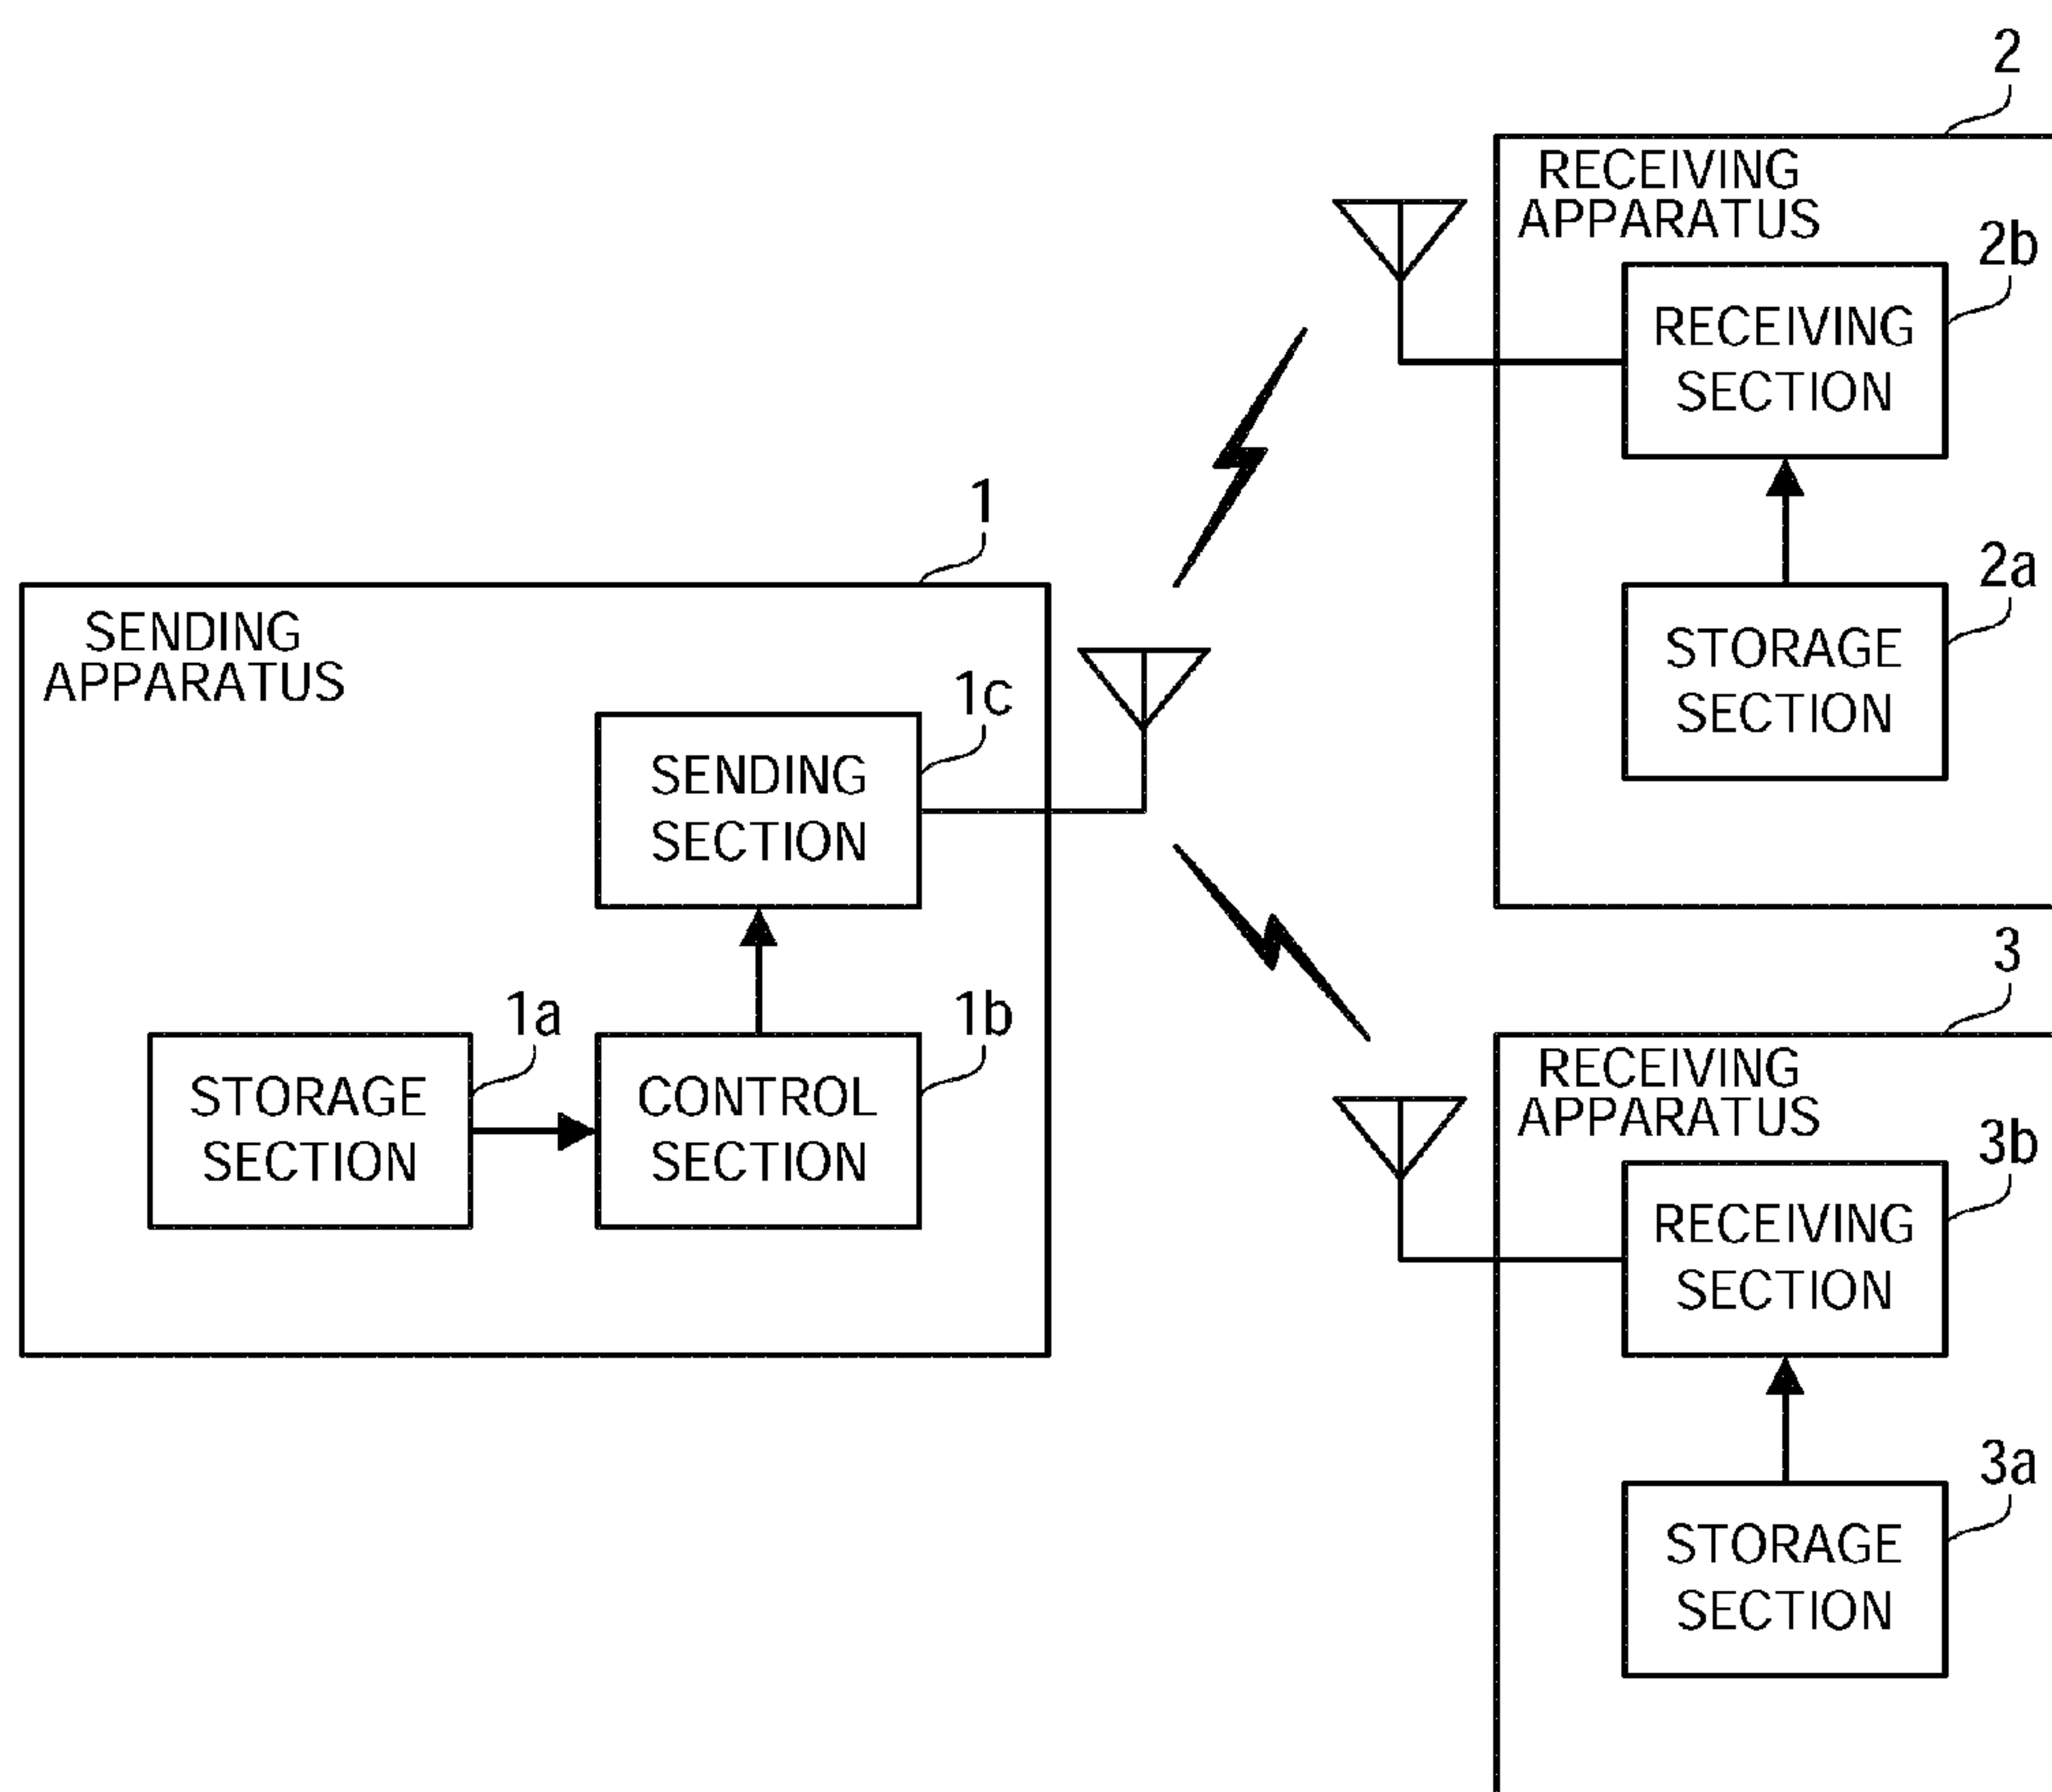 2
RECEIVING
APPARATUS
2b
RECEIVING
SECTION
2a
STORAGE
SECTION
1
SENDING
APPARATUS
1c
SENDING
SECTION
1a
STORAGE
SECTION
1b
CONTROL
SECTION
3
RECEIVING
APPARATUS
3b
RECEIVING
SECTION
3a
STORAGE
SECTION